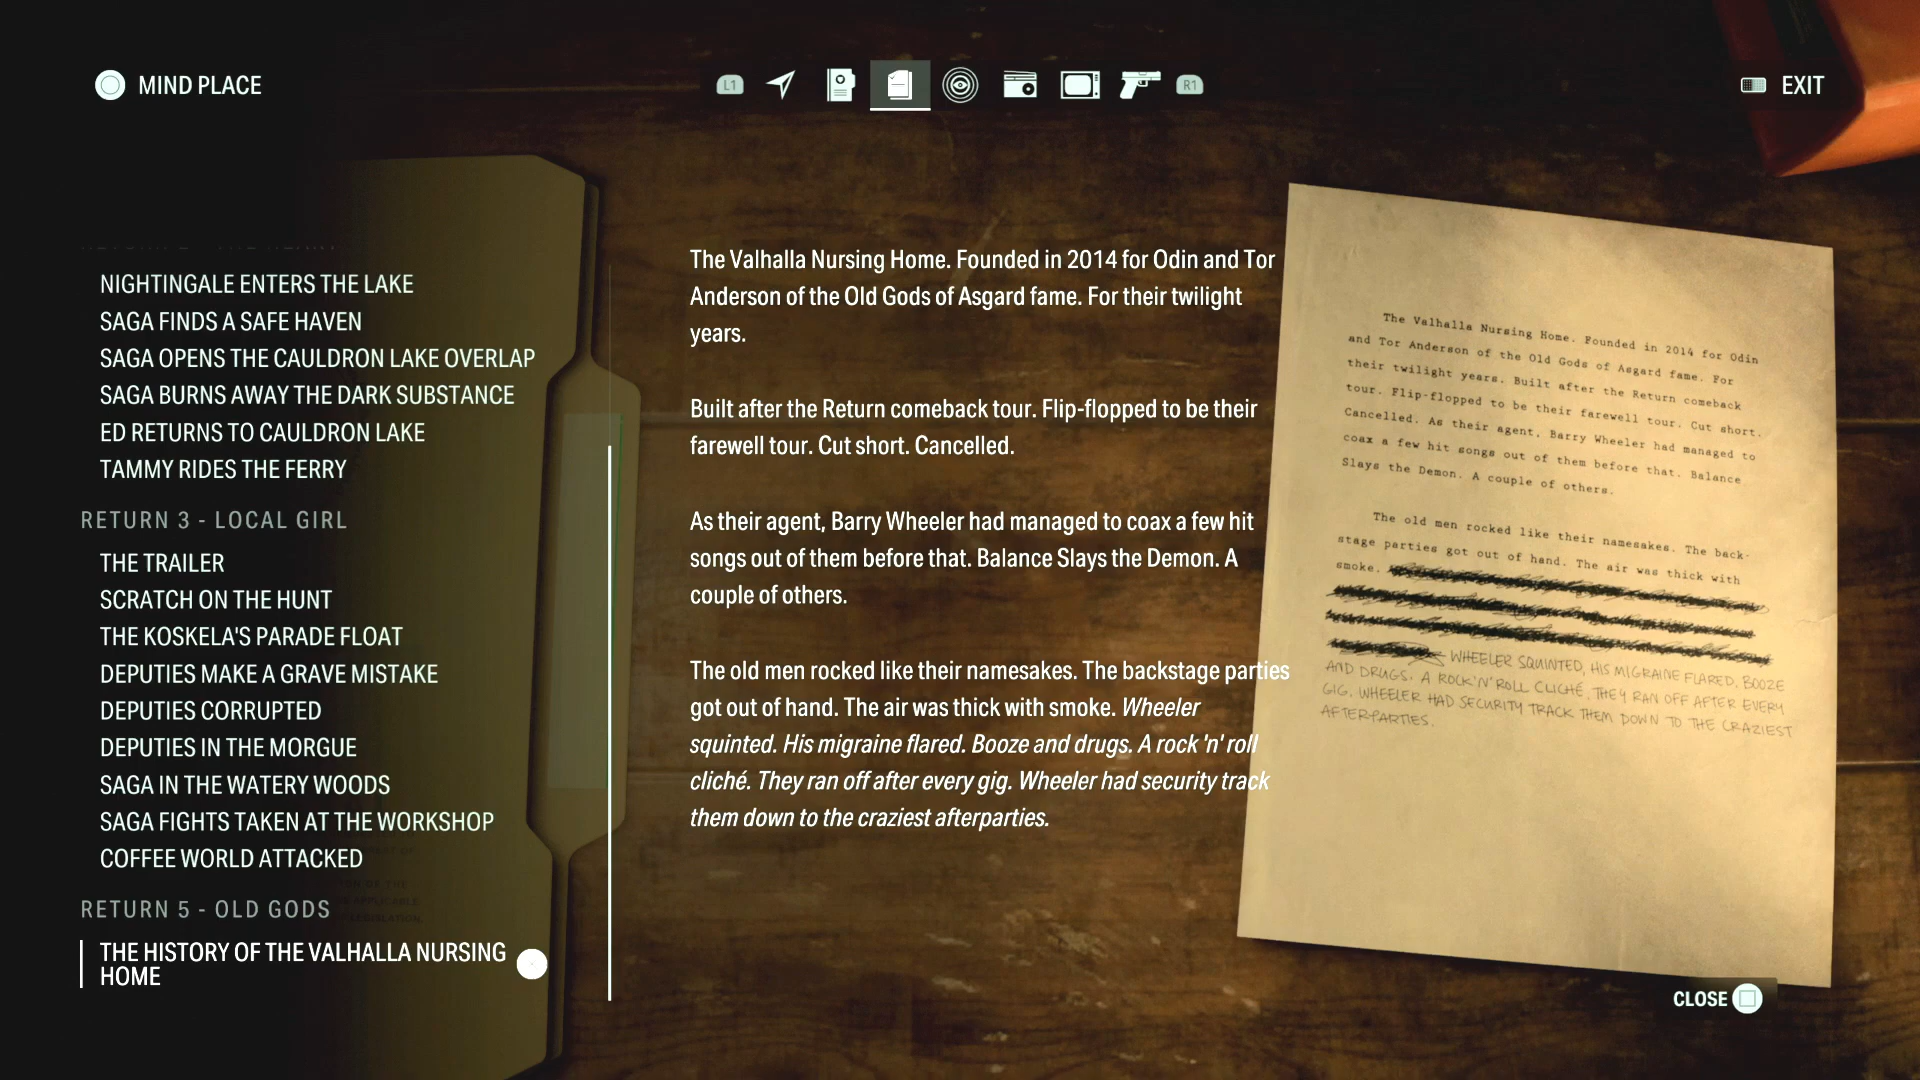 MIND PLACE
L1
R1
EXIT
NIGHTINGALE ENTERS THE LAKE
SAGA FINDS A SAFE HAVEN
SAGA OPENS THE CAULDRON LAKE OVERLAP
SAGA BURNS AWAY THE DARK SUBSTANCE
ED RETURNS TO CAULDRON LAKE
TAMMY RIDES THE FERRY
RETURN 3 - LOCAL GIRL
THE TRAILER
SCRATCH ON THE HUNT
THE KOSKELA'S PARADE FLOAT
DEPUTIES MAKE A GRAVE MISTAKE
DEPUTIES CORRUPTED
DEPUTIES IN THE MORGUE
SAGA IN THE WATERY WOODS
SAGA FIGHTS TAKEN AT THE WORKSHOP
COFFEE WORLD ATTACKED
RETURN 5 - OLD GODS
THE HISTORY OF THE VALHALLA NURSING
HOME
The Valhalla Nursing Home. Founded in 2014 for Odin and Tor
Anderson of the Old Gods of Asgard fame. For their twilight
years.
Built after the Return comeback tour. Flip-flopped to be their
farewell tour. Cut short. Cancelled.
As their agent, Barry Wheeler had managed to coax a few hit
songs out of them before that. Balance Slays the Demon. A
couple of others.
The old men rocked like their namesakes. The backstage parties
got out of hand. The air was thick with smoke. Wheeler
squinted. His migraine flared. Booze and drugs. A rock 'n' roll
cliché. They ran off after every gig. Wheeler had security track
them down to the craziest afterparties.
The Valhalla Nursing Home. Founded in 2014 for Odin
and Tor Anderson of the Old Gods of Asgard fame. For
their twilight years. Built after the Return comeback
tour. Flip-flopped to be their farewell tour. Cut short.
Cancelled. As their agent, Barry Wheeler had managed to
coax a few hit songs out of them before that. Balance
Slays the Demon. A couple of others.
The old men rocked like their namesakes. The back-
stage parties got out of hand. The air was thick with
smoke.
WHEELER SQUINTED, HIS MIGRAINE FLARED. BOOZE
AND DRUGS. A ROCK'N'ROLL CLICHÉ. THEY RAN OFF AFTER EVERY
GIG. WHEELER HAD SECURITY TRACK THEM DOWN TO THE CRAZIEST
AFTERPARTIES.
CLOSE